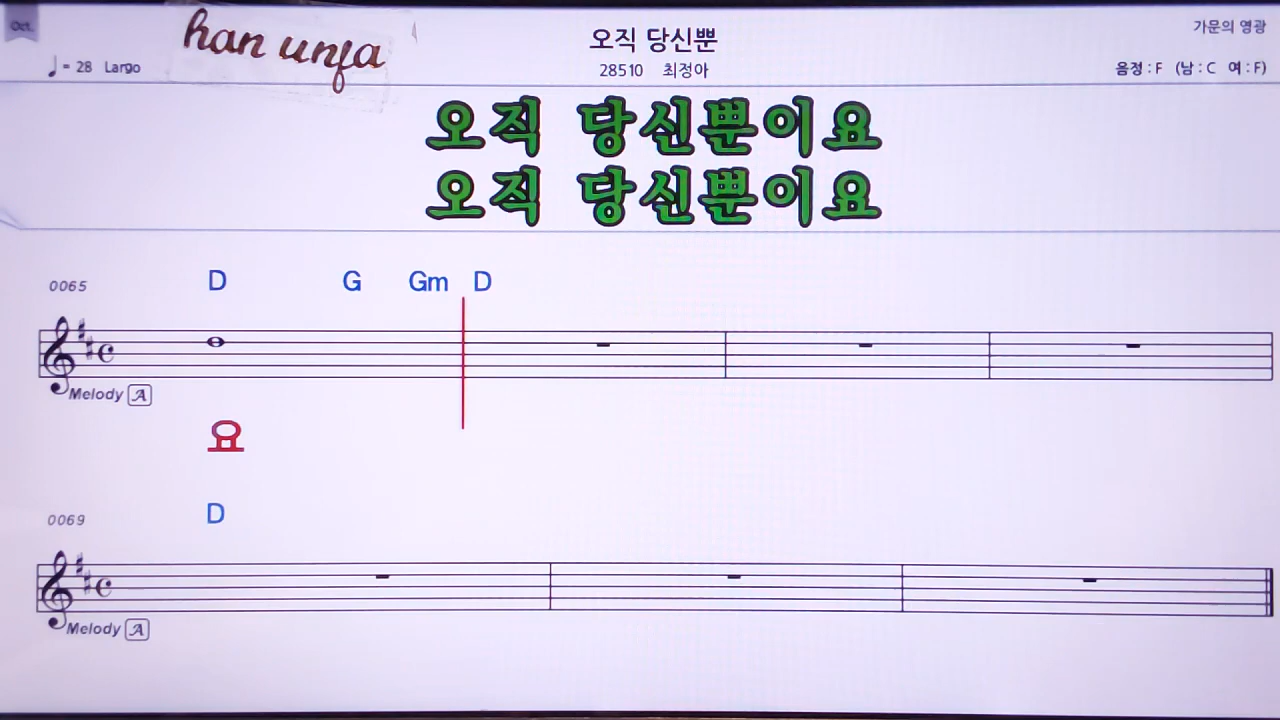 Oct.
han unja
오직 당신뿐
가문의 영광
♩ = 28 Largo
28510 최정아
음정 : F (남 : C 여 : F)
오직 당신뿐이요
오직 당신뿐이요
0065
D G Gm D
Melody A
요
0069
D
Melody A